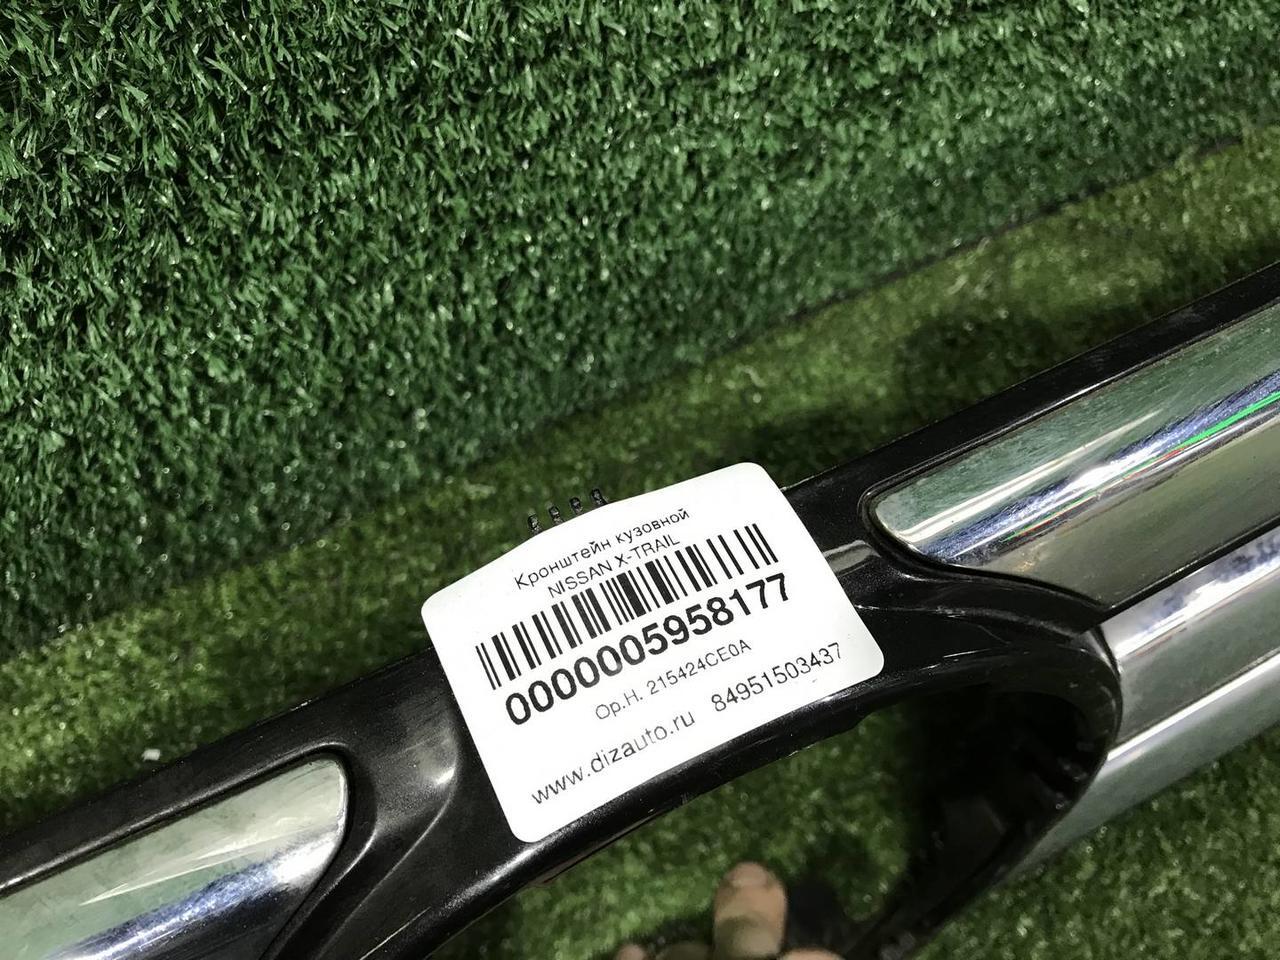 Кронштейн кузовной
NISSAN X-TRAIL
0000005958177
Ор.Н. 215424CE0A
www.dizauto.ru 84951503437